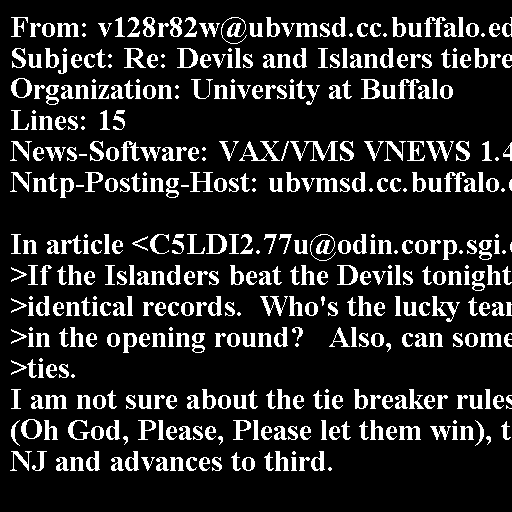 From: v128r82w@ubvmsd.cc.buffalo.ed
Subject: Re: Devils and Islanders tiebre
Organization: University at Buffalo
Lines: 15
News-Software: VAX/VMS VNEWS 1.4
Nntp-Posting-Host: ubvmsd.cc.buffalo.

In article <C5LDI2.77u@odin.corp.sgi.
>If the Islanders beat the Devils tonight
>identical records.  Who's the lucky tear
>in the opening round?   Also, can some
>ties.
I am not sure about the tie breaker rules
(Oh God, Please, Please let them win), t
NJ and advances to third.